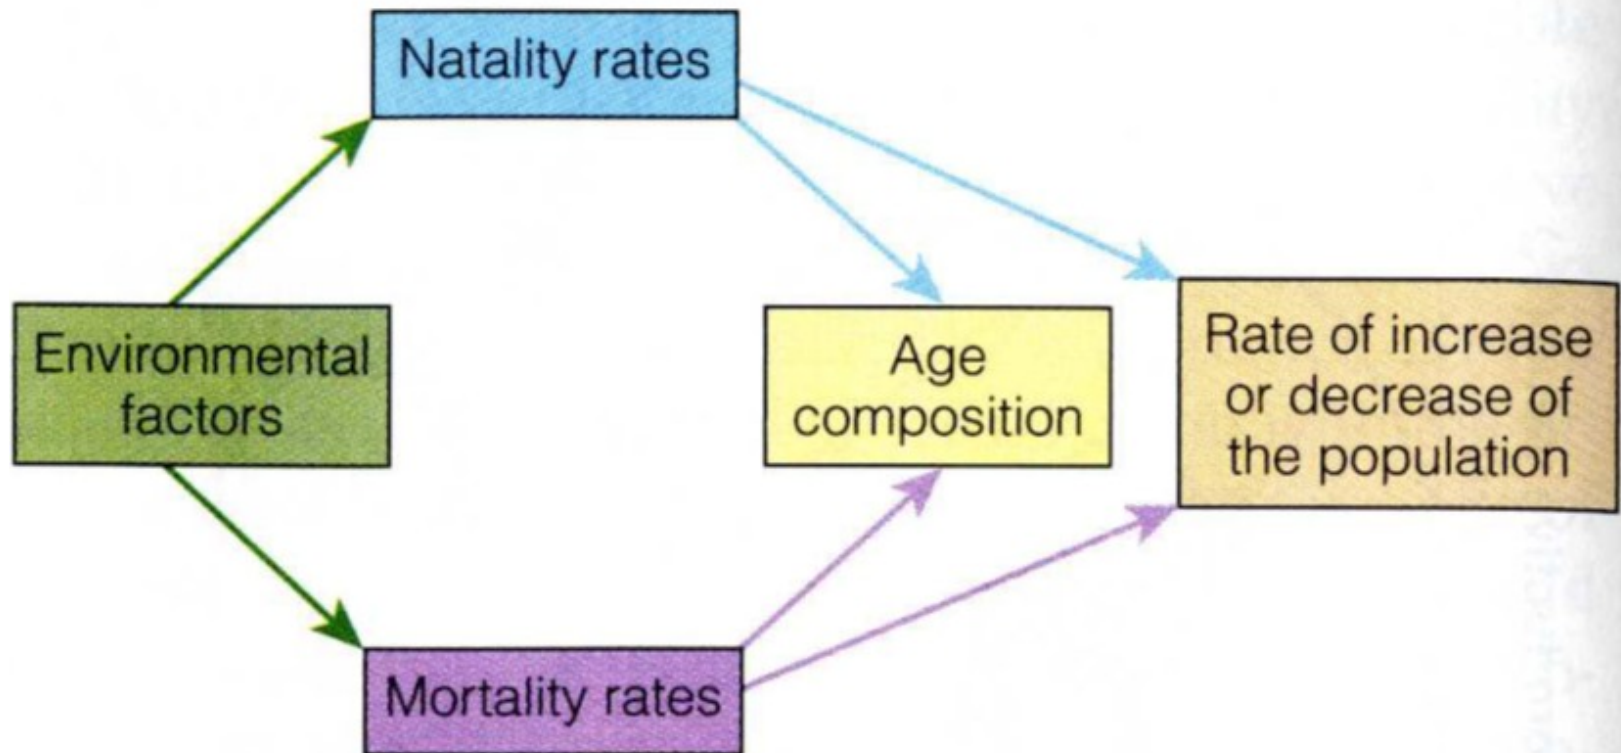 Natality rates
Environmental
factors
Age
composition
Rate of increase
or decrease of
the population
Mortality rates